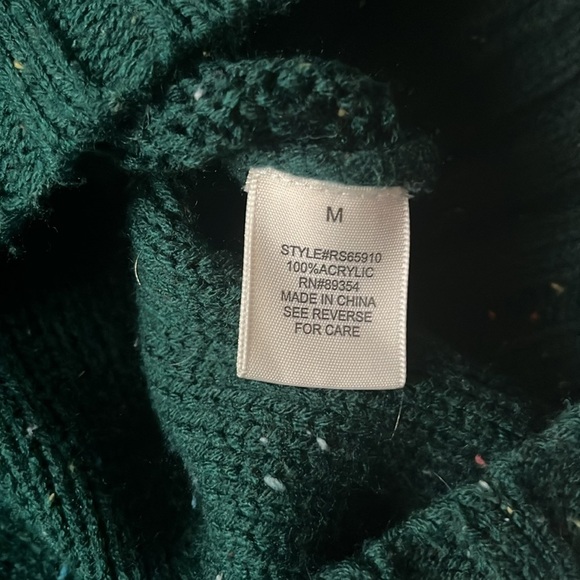 M
STYLE#RS65910
100%ACRYLIC
RN#89354
MADE IN CHINA
SEE REVERSE
FOR CARE